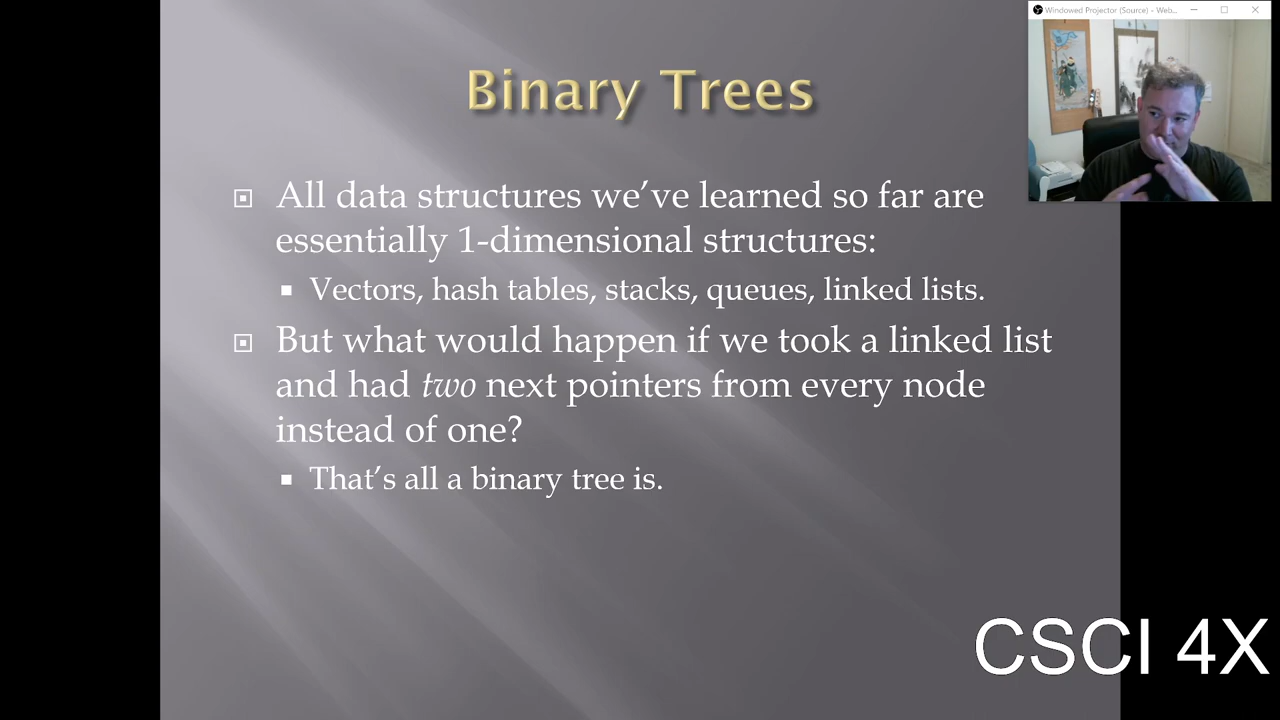 Windowed Projector (Source) - Web...
Binary Trees
All data structures we've learned so far are
essentially 1-dimensional structures:
Vectors, hash tables, stacks, queues, linked lists.
But what would happen if we took a linked list
and had two next pointers from every node
instead of one?
That's all a binary tree is.
CSCI 4X